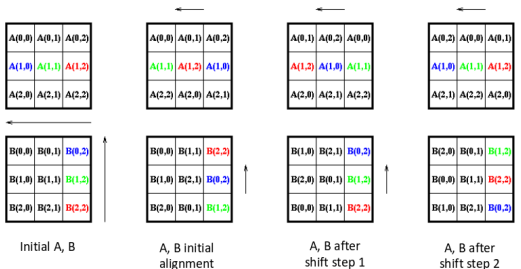 A(0,0) A(0,1) A(0,2)
A(1,0) A(1,1) A(1,2)
A(2,0) A(2,1) A(2,2)
B(0,0) B(0,1) B(0,2)
B(1,0) B(1,1) B(1,2)
B(2,0) B(2,1) B(2,2)
Initial A, B
A(0,0) A(0,1) A(0,2)
A(1,1) A(1,2) A(1,0)
A(2,2) A(2,0) A(2,1)
B(0,0) B(1,1) B(2,2)
B(1,0) B(2,1) B(0,2)
B(2,0) B(0,1) B(1,2)
A, B initial
alignment
A(0,1) A(0,2) A(0,0)
A(1,2) A(1,0) A(1,1)
A(2,0) A(2,1) A(2,2)
B(1,0) B(2,1) B(0,2)
B(2,0) B(0,1) B(1,2)
B(0,0) B(1,1) B(2,2)
A, B after
shift step 1
A(0,2) A(0,0) A(0,1)
A(1,0) A(1,1) A(1,2)
A(2,1) A(2,2) A(2,0)
B(2,0) B(0,1) B(1,2)
B(0,0) B(1,1) B(2,2)
B(1,0) B(2,1) B(0,2)
A, B after
shift step 2